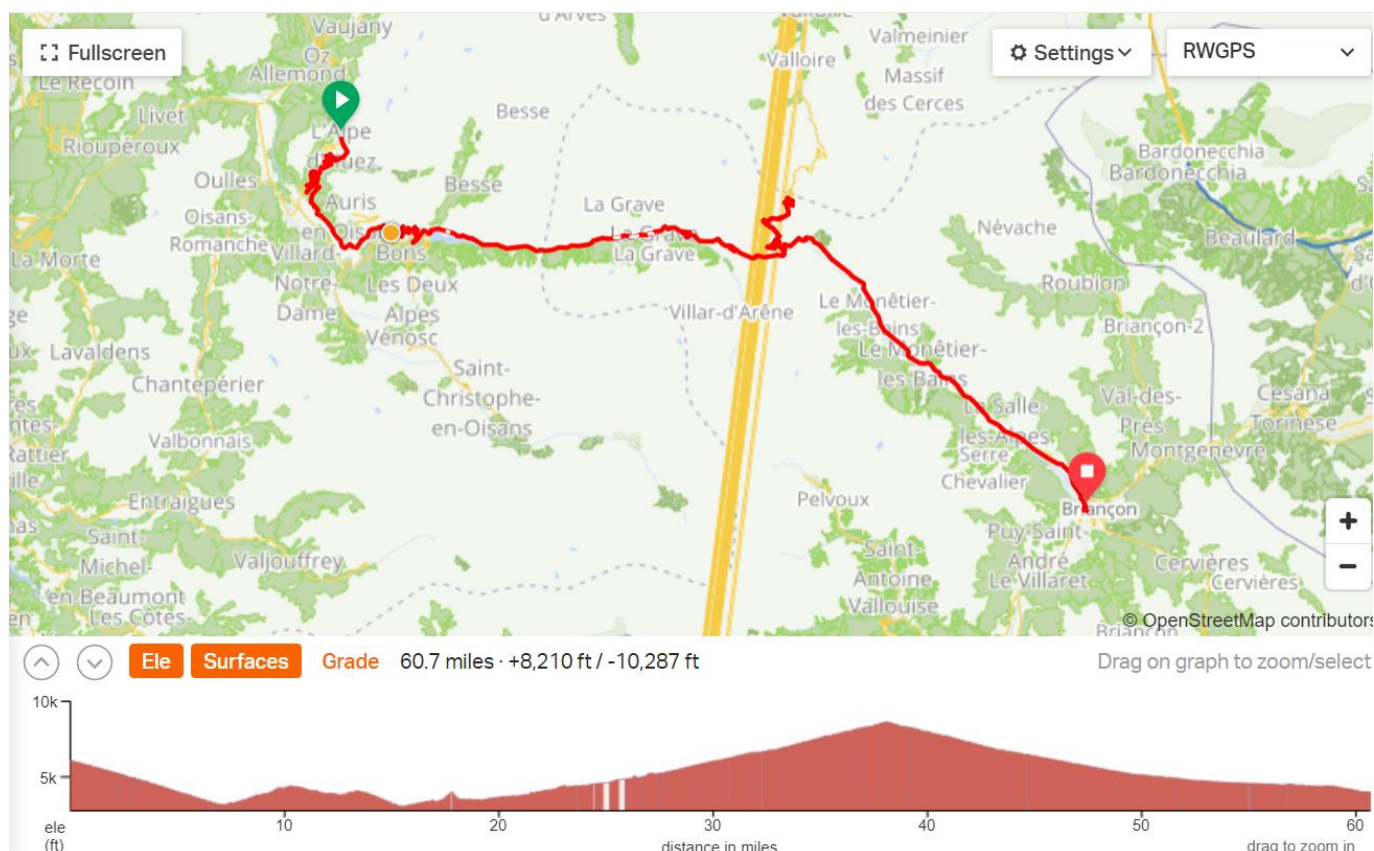 Vaujany
d'Arves
Valloire
Fullscreen
Oz
Allemond
Le Recoin
Valmeinier
Settings
RWGPS
Valloire
Massif
des Cerces
Livet
Rioupéroux
L'Alpe
d'Huez
Besse
Bardonecchia
Bardonecchia
Oulles
Auris
en-Oisans
Besse
La Grave
Oisans-
Romanche
Villard-
Bons
La Grave
La Grave
Névache
Beaulard
La Morte
Notre-
Dame
Les Deux
Alpes
Vénosc
Villar-d'Arêne
Le Monêtier-
les-Bains
Le Monêtier-
les-Bains
Roubion
Briançon-2
Lavaldens
Chantepérier
Saint-
Christophe-
en-Oisans
Val-des-
Prés
Cesana
Torinese
Valbonnais
La Salle-
les-Alpes
Serre
Chevalier
Montgenèvre
Entraigues
Pelvoux
Briançon
+
Saint-
Michel-
en-Beaumont
Les Côtes-
Valjouffrey
Puy-Saint-
André
Le Villaret
Saint-
Antoine
Vallouise
Cervières
Cervières
−
Briançon
© OpenStreetMap contributors
Ele Surfaces Grade 60.7 miles · +8,210 ft / -10,287 ft Drag on graph to zoom/select
10k
5k
ele
(ft)
10 20 30 40 50 60
distance in miles
drag to zoom in